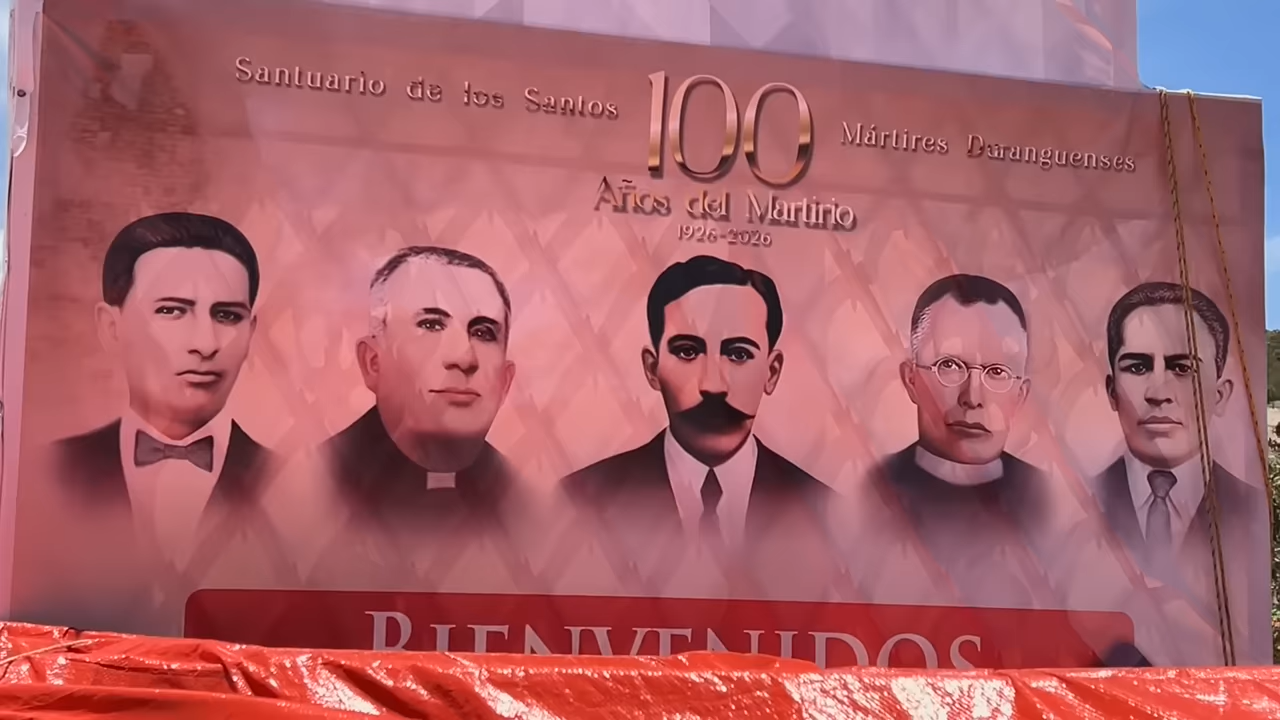 Santuario de los Santos 100 Mártires Duranguenses
Años del Martirio
1926-2026
BIENVENIDOS